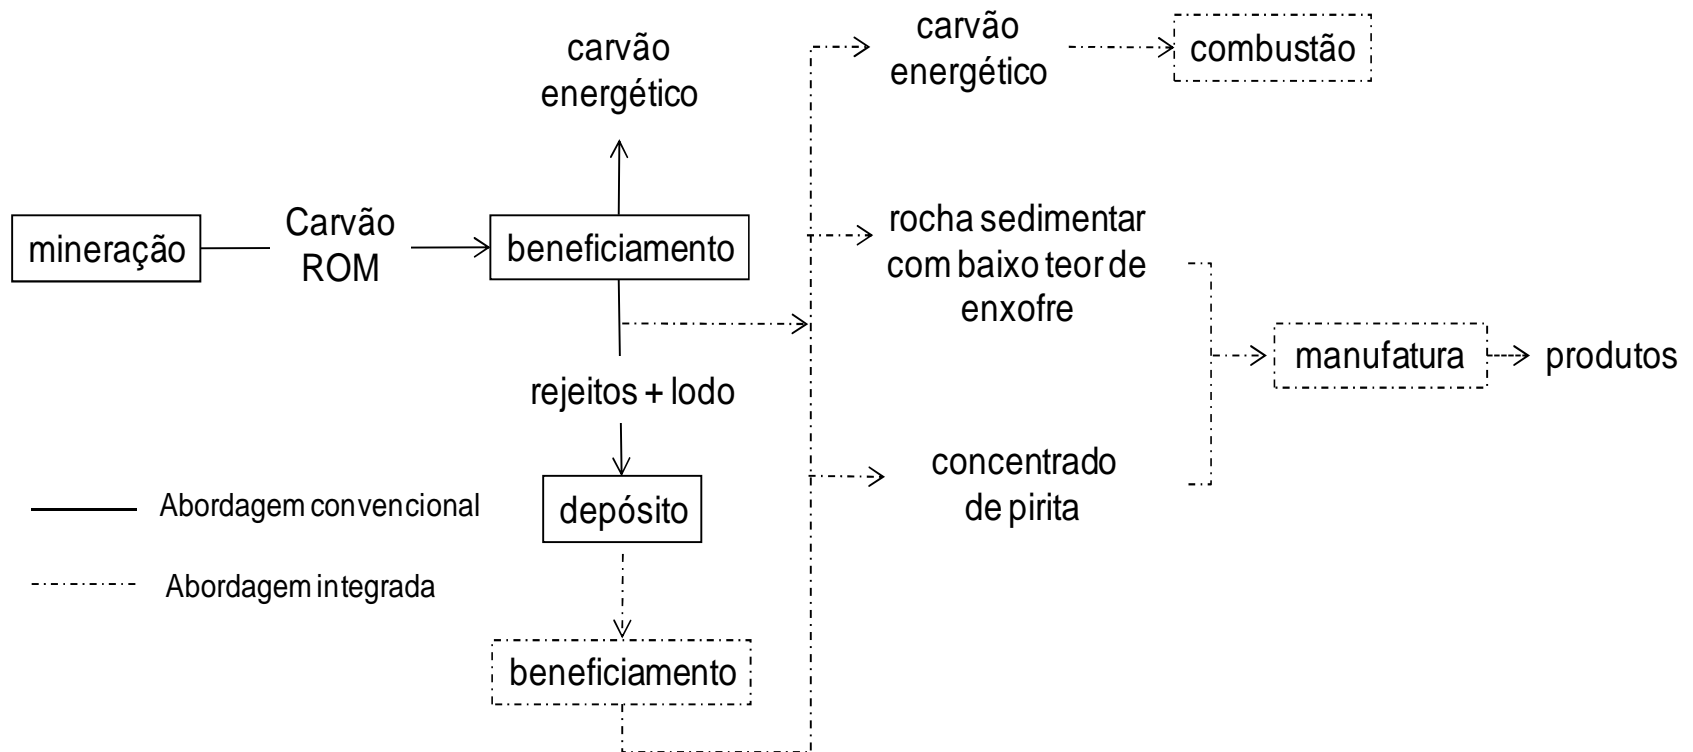 carvão
energético
carvão
energético
combustão
mineração
Carvão
ROM
beneficiamento
rocha sedimentar
com baixo teor de
enxofre
manufatura
produtos
rejeitos + lodo
concentrado
de pirita
depósito
Abordagem convencional
Abordagem integrada
beneficiamento